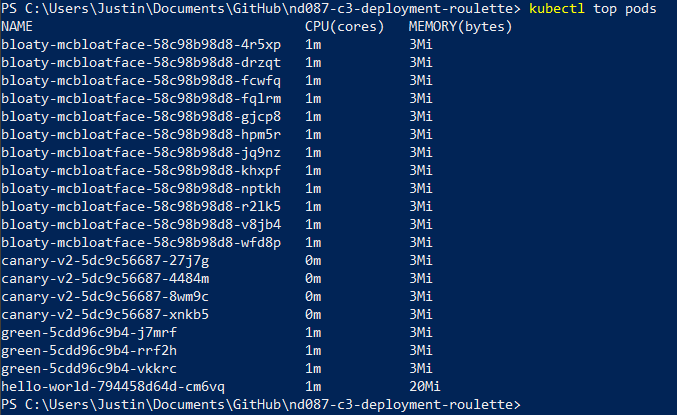 PS C:\Users\Justin\Documents\GitHub\nd087-c3-deployment-roulette> kubectl top pods
NAME CPU(cores) MEMORY(bytes)
bloaty-mcbloatface-58c98b98d8-4r5xp 1m 3Mi
bloaty-mcbloatface-58c98b98d8-drzqt 1m 3Mi
bloaty-mcbloatface-58c98b98d8-fcwfq 1m 3Mi
bloaty-mcbloatface-58c98b98d8-fqlrm 1m 3Mi
bloaty-mcbloatface-58c98b98d8-gjcp8 1m 3Mi
bloaty-mcbloatface-58c98b98d8-hpm5r 1m 3Mi
bloaty-mcbloatface-58c98b98d8-jq9nz 1m 3Mi
bloaty-mcbloatface-58c98b98d8-khxpf 1m 3Mi
bloaty-mcbloatface-58c98b98d8-nptkh 1m 3Mi
bloaty-mcbloatface-58c98b98d8-r2lk5 1m 3Mi
bloaty-mcbloatface-58c98b98d8-v8jb4 1m 3Mi
bloaty-mcbloatface-58c98b98d8-wfd8p 1m 3Mi
canary-v2-5dc9c56687-27j7g 0m 3Mi
canary-v2-5dc9c56687-4484m 0m 3Mi
canary-v2-5dc9c56687-8wm9c 0m 3Mi
canary-v2-5dc9c56687-xnkb5 0m 3Mi
green-5cdd96c9b4-j7mrf 1m 3Mi
green-5cdd96c9b4-rrf2h 1m 3Mi
green-5cdd96c9b4-vkkrc 1m 3Mi
hello-world-794458d64d-cm6vq 1m 20Mi
PS C:\Users\Justin\Documents\GitHub\nd087-c3-deployment-roulette>